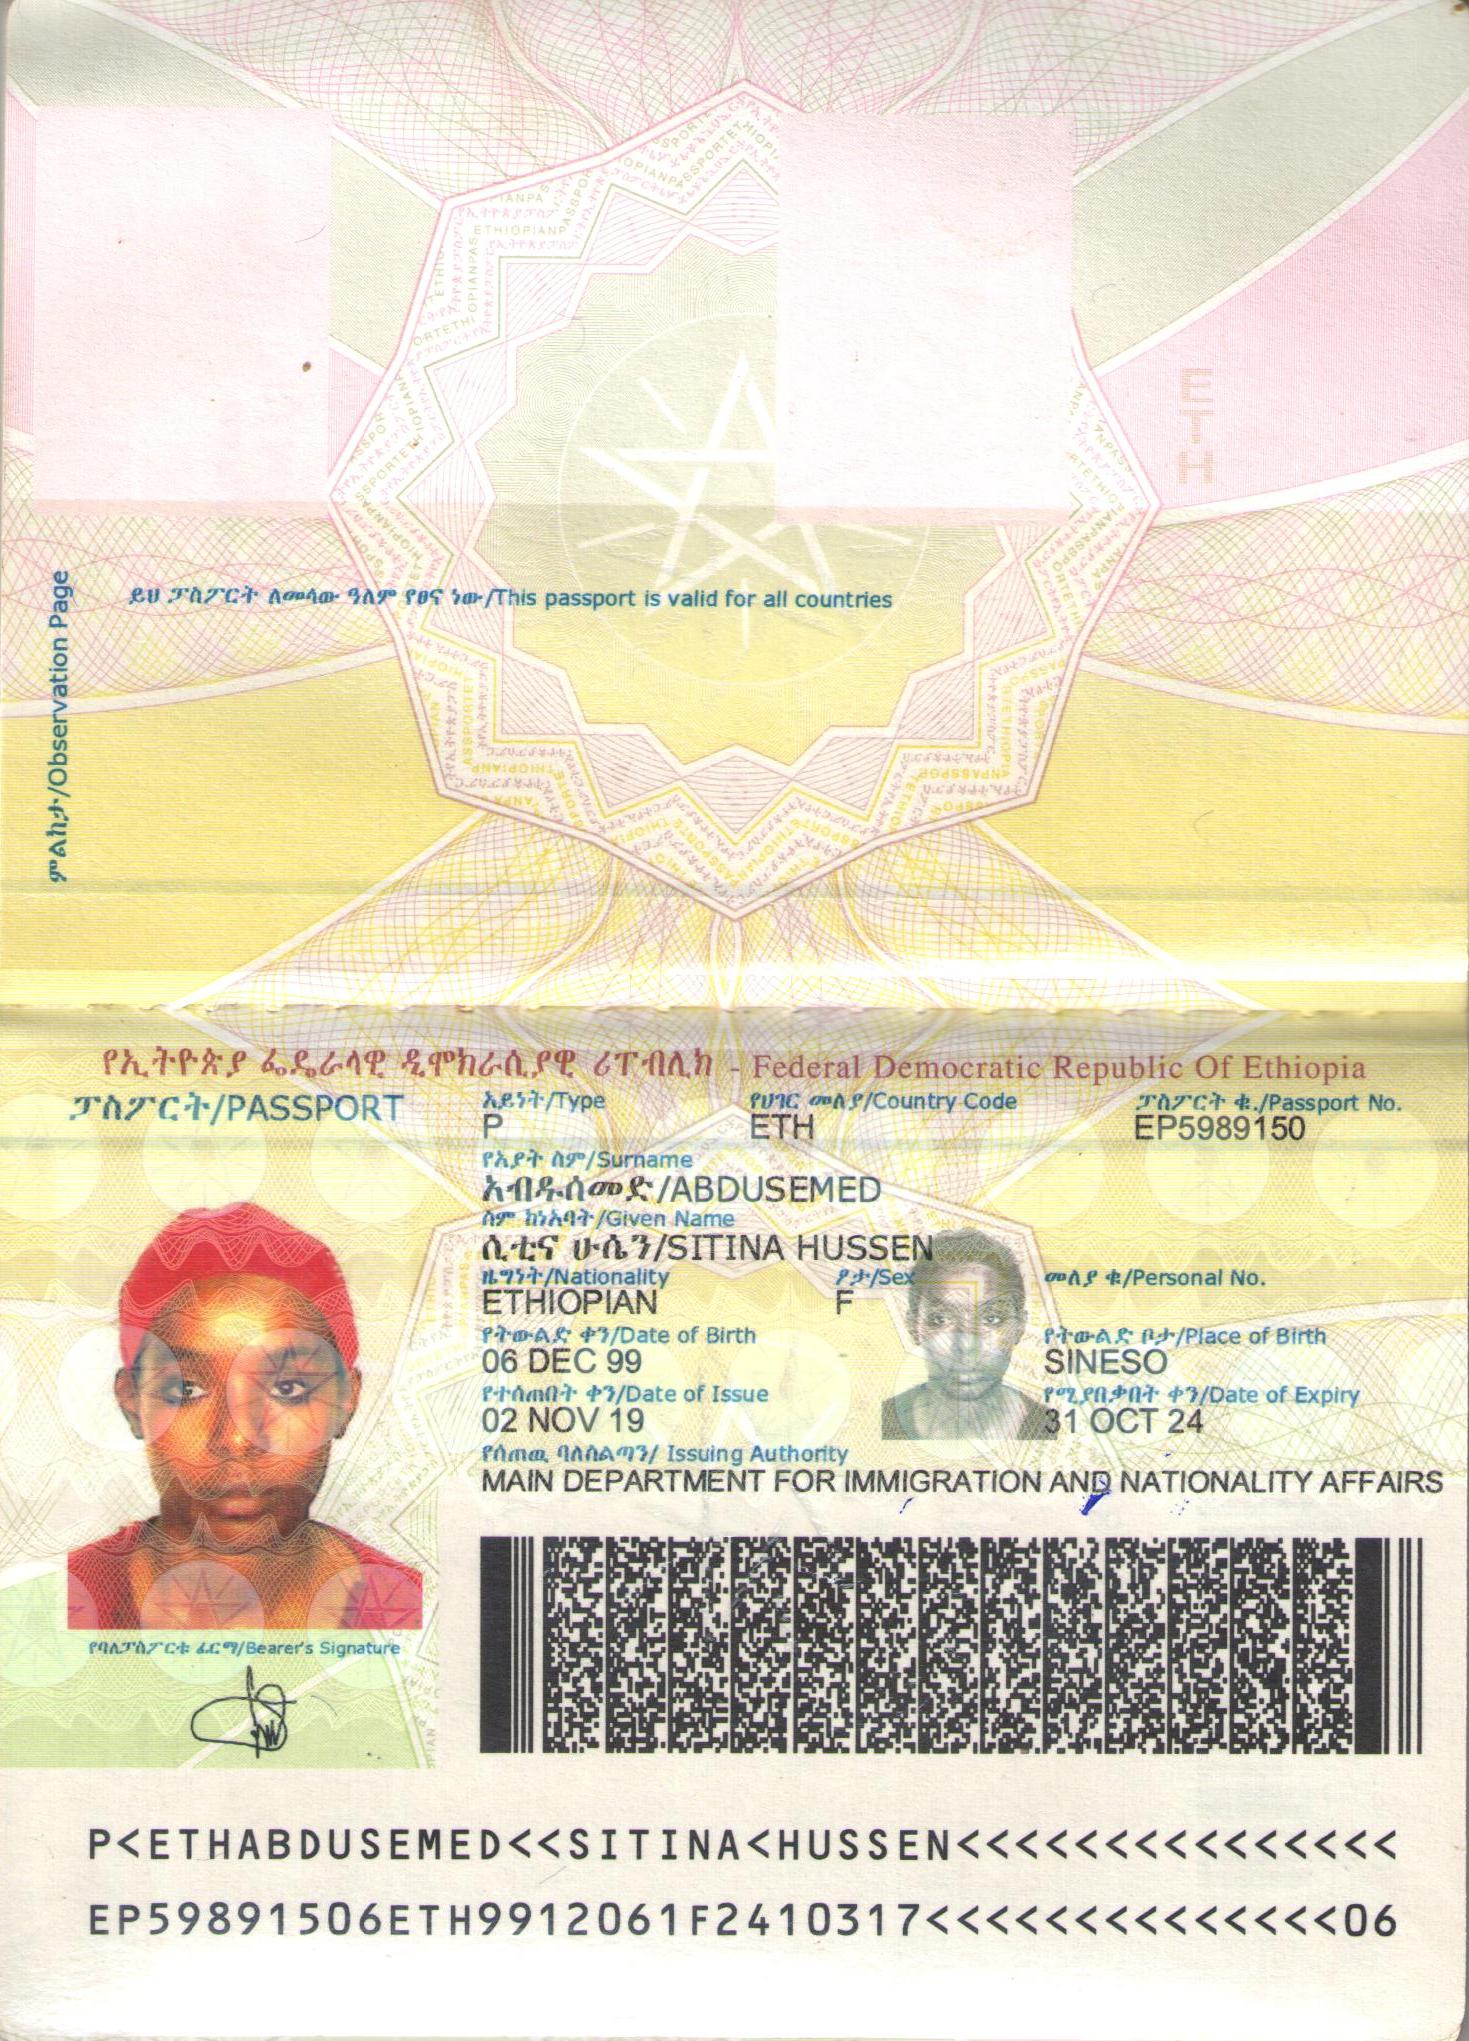 ምልከታ/Observation Page
ይህ ፓስፖርት ለመላው ዓለም የፀና ነው/This passport is valid for all countries
የኢትዮጵያ ፌዴራላዊ ዲሞክራሲያዊ ሪፐብሊክ - Federal Democratic Republic Of Ethiopia
ፓስፖርት/PASSPORT
አይነት/Type
P
የሀገር መለያ/Country Code
ETH
ፓስፖርት ቁ./Passport No.
EP5989150
የአያት ስም/Surname
አብዱሰመድ/ABDUSEMED
ስም ከነአባት/Given Name
ሲቲና ሁሴን/SITINA HUSSEN
ዜግነት/Nationality
ETHIOPIAN
ፆታ/Sex
F
መለያ ቁ/Personal No.
የትውልድ ቀን/Date of Birth
06 DEC 99
የትውልድ ቦታ/Place of Birth
SINESO
የተሰጠበት ቀን/Date of Issue
02 NOV 19
የሚያበቃበት ቀን/Date of Expiry
31 OCT 24
የሰጠዉ ባለስልጣን/ Issuing Authority
MAIN DEPARTMENT FOR IMMIGRATION AND NATIONALITY AFFAIRS
የባለፓስፖርቱ ፊርማ/Bearer's Signature
P<ETHABDUSEMED<<SITINA<HUSSEN<<<<<<<<<<<<<<<
EP59891506ETH9912061F2410317<<<<<<<<<<<<<<06